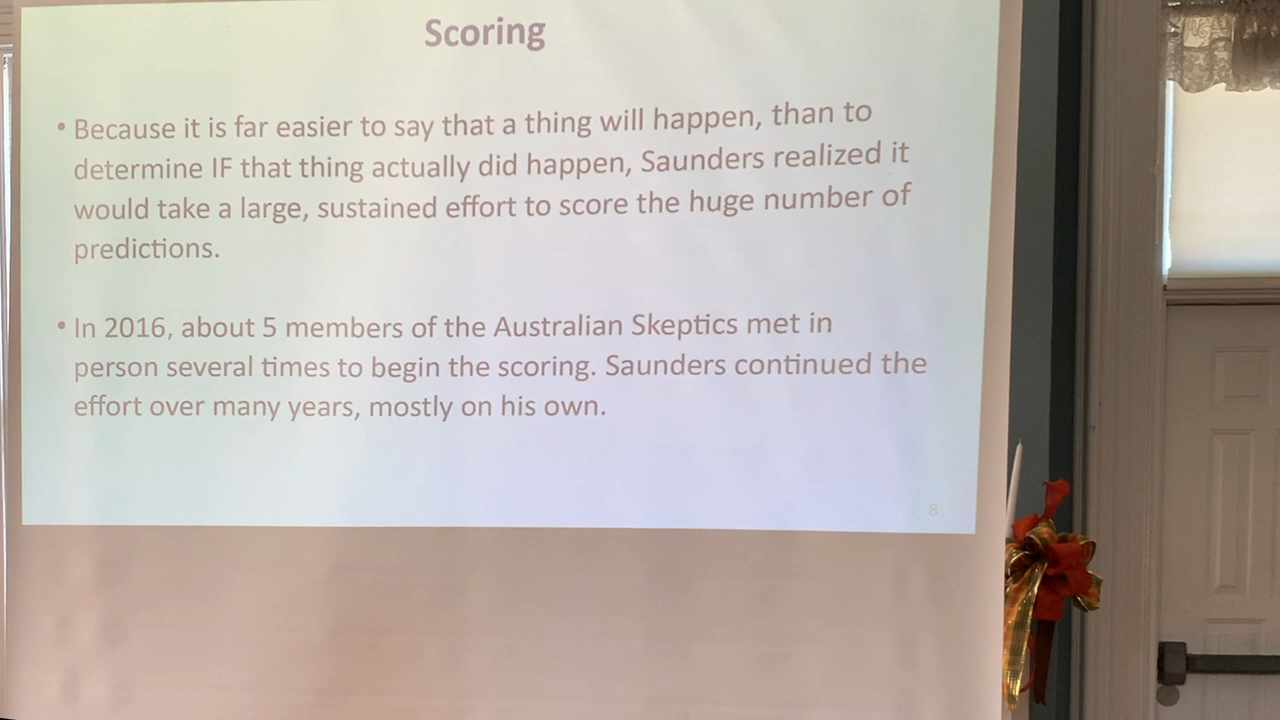 Scoring
• Because it is far easier to say that a thing will happen, than to
determine IF that thing actually did happen, Saunders realized it
would take a large, sustained effort to score the huge number of
predictions.
• In 2016, about 5 members of the Australian Skeptics met in
person several times to begin the scoring. Saunders continued the
effort over many years, mostly on his own.
8